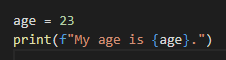 age = 23
print(f"My age is {age}.")